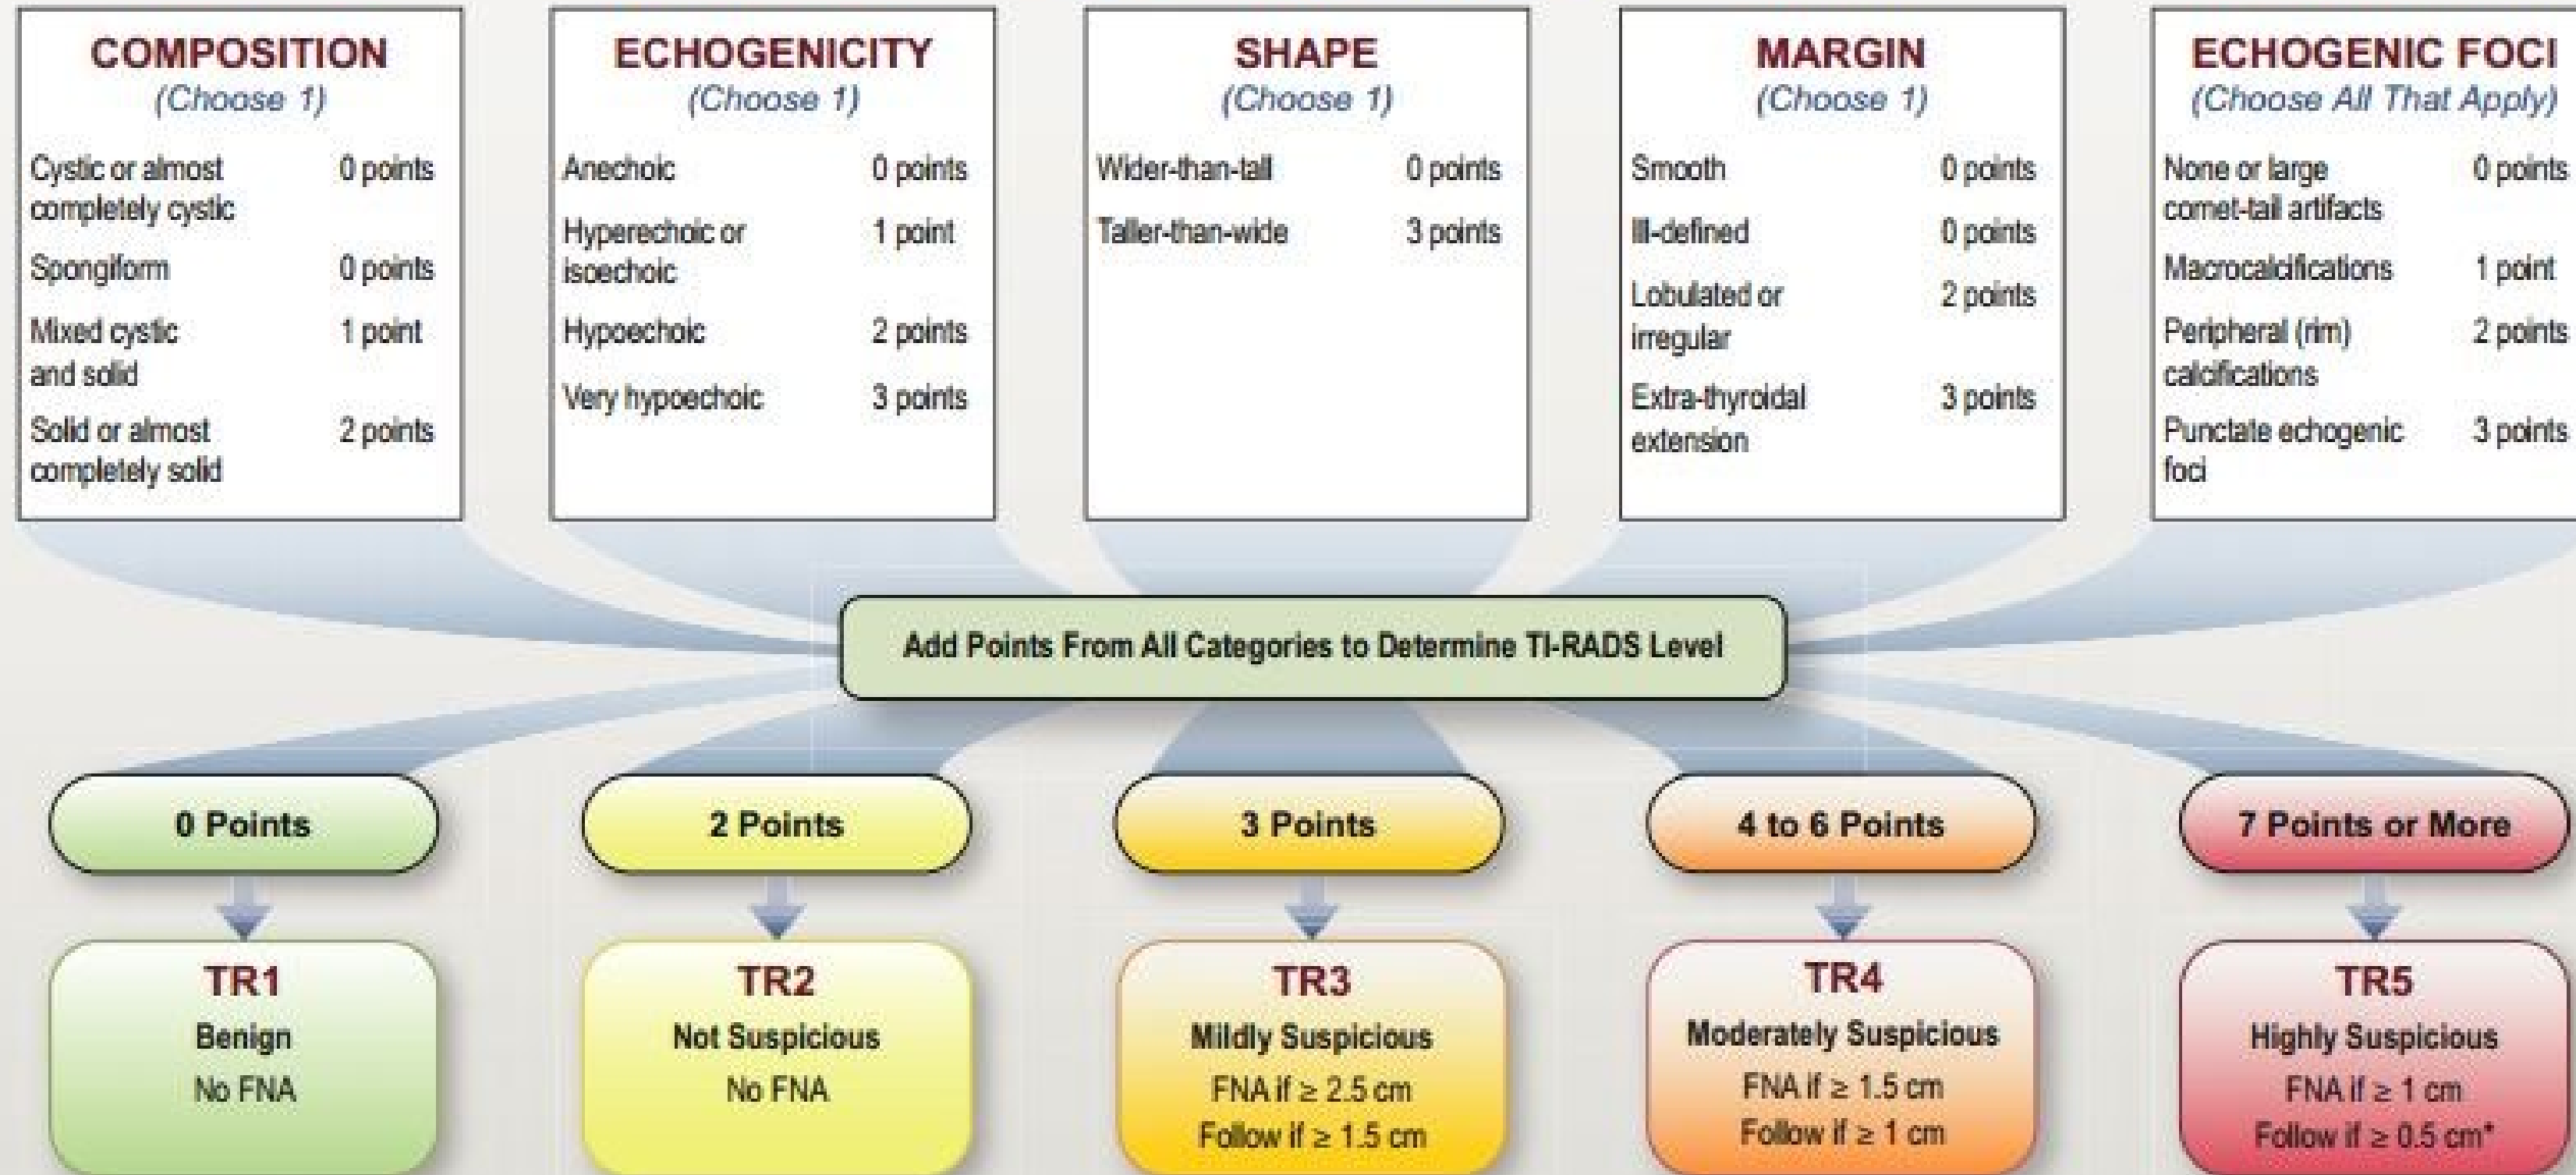 COMPOSITION
(Choose 1)
Cystic or almost 0 points
completely cystic
Spongiform 0 points
Mixed cystic 1 point
and solid
Solid or almost 2 points
completely solid
ECHOGENICITY
(Choose 1)
Anechoic 0 points
Hyperechoic or 1 point
isoechoic
Hypoechoic 2 points
Very hypoechoic 3 points
SHAPE
(Choose 1)
Wider-than-tall 0 points
Taller-than-wide 3 points
MARGIN
(Choose 1)
Smooth 0 points
Ill-defined 0 points
Lobulated or 2 points
irregular
Extra-thyroidal 3 points
extension
ECHOGENIC FOCI
(Choose All That Apply)
None or large 0 points
comet-tail artifacts
Macrocalcifications 1 point
Peripheral (rim) 2 points
calcifications
Punctate echogenic 3 points
foci
Add Points From All Categories to Determine TI-RADS Level
0 Points
2 Points
3 Points
4 to 6 Points
7 Points or More
TR1
Benign
No FNA
TR2
Not Suspicious
No FNA
TR3
Mildly Suspicious
FNA if ≥ 2.5 cm
Follow if ≥ 1.5 cm
TR4
Moderately Suspicious
FNA if ≥ 1.5 cm
Follow if ≥ 1 cm
TR5
Highly Suspicious
FNA if ≥ 1 cm
Follow if ≥ 0.5 cm*